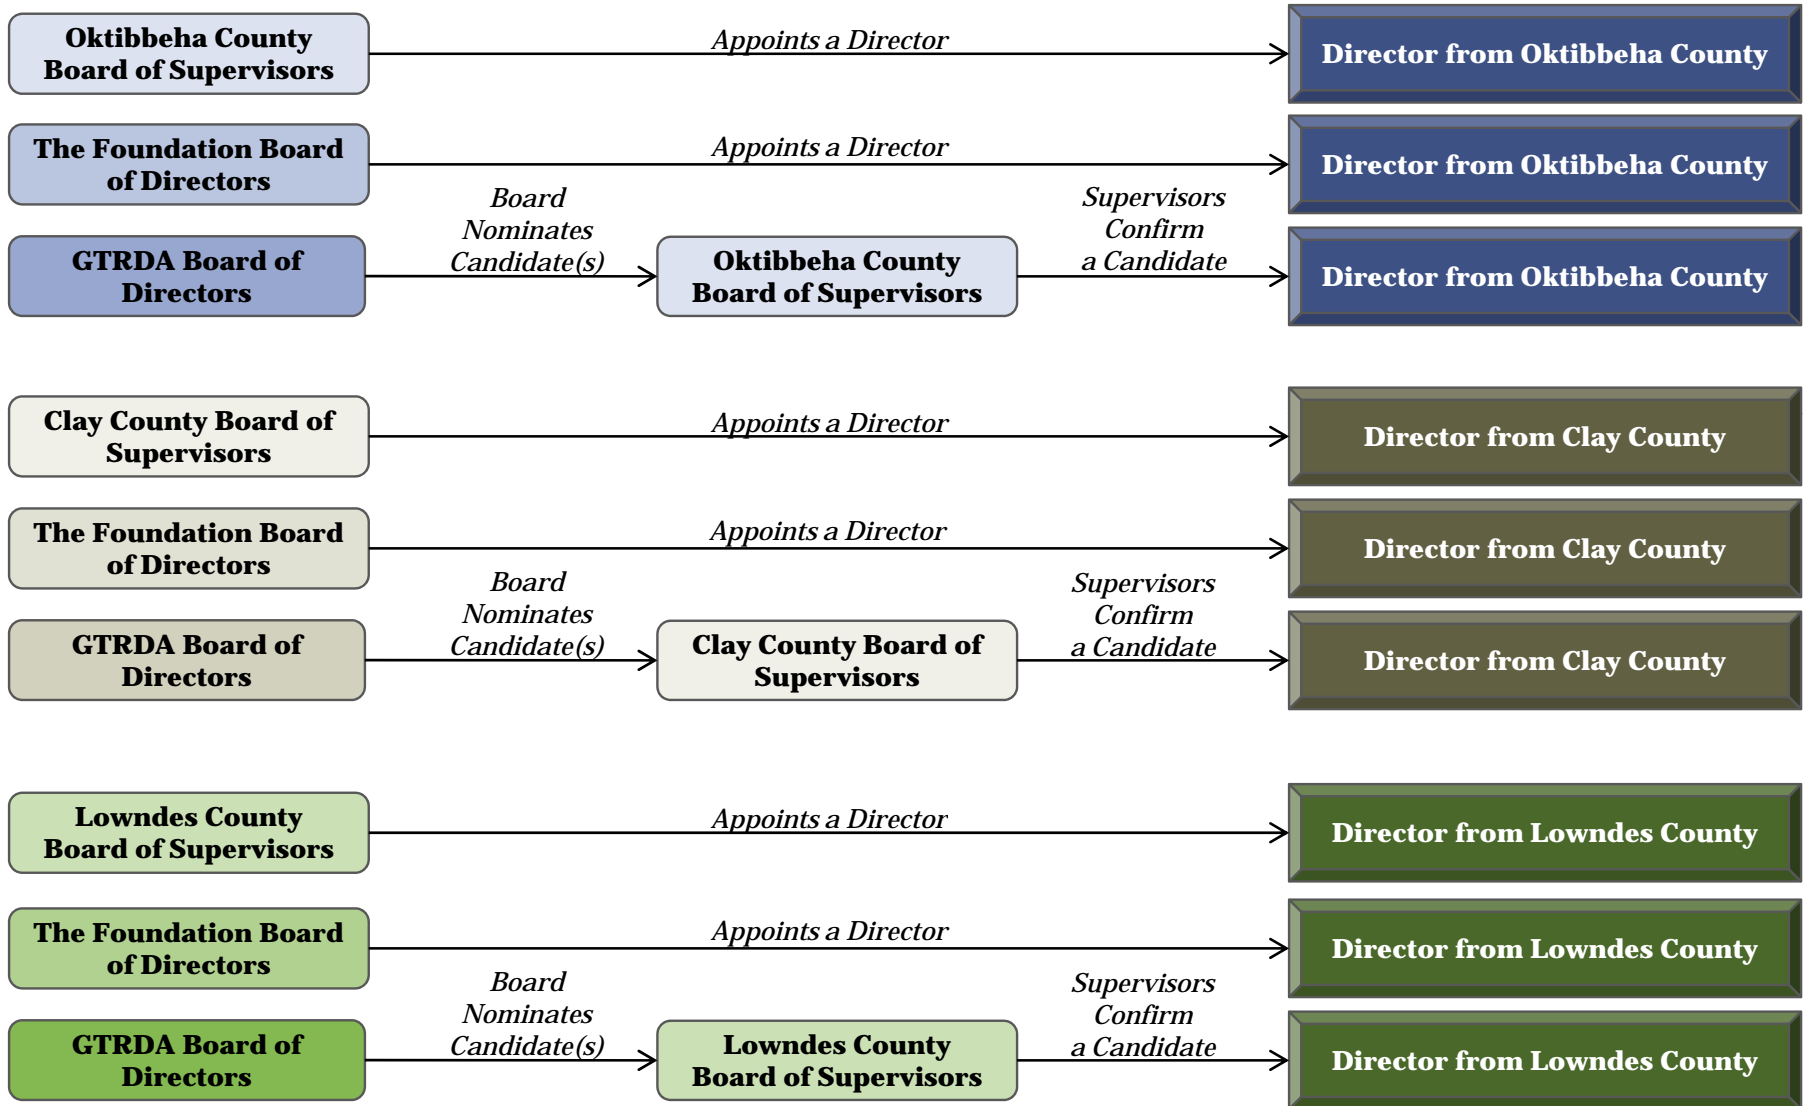 Oktibbeha County
Board of Supervisors
Appoints a Director
Director from Oktibbeha County
The Foundation Board
of Directors
Appoints a Director
Director from Oktibbeha County
GTRDA Board of
Directors
Board
Nominates
Candidate(s)
Oktibbeha County
Board of Supervisors
Supervisors
Confirm
a Candidate
Director from Oktibbeha County
Clay County Board of
Supervisors
Appoints a Director
Director from Clay County
The Foundation Board
of Directors
Appoints a Director
Director from Clay County
GTRDA Board of
Directors
Board
Nominates
Candidate(s)
Clay County Board of
Supervisors
Supervisors
Confirm
a Candidate
Director from Clay County
Lowndes County
Board of Supervisors
Appoints a Director
Director from Lowndes County
The Foundation Board
of Directors
Appoints a Director
Director from Lowndes County
GTRDA Board of
Directors
Board
Nominates
Candidate(s)
Lowndes County
Board of Supervisors
Supervisors
Confirm
a Candidate
Director from Lowndes County